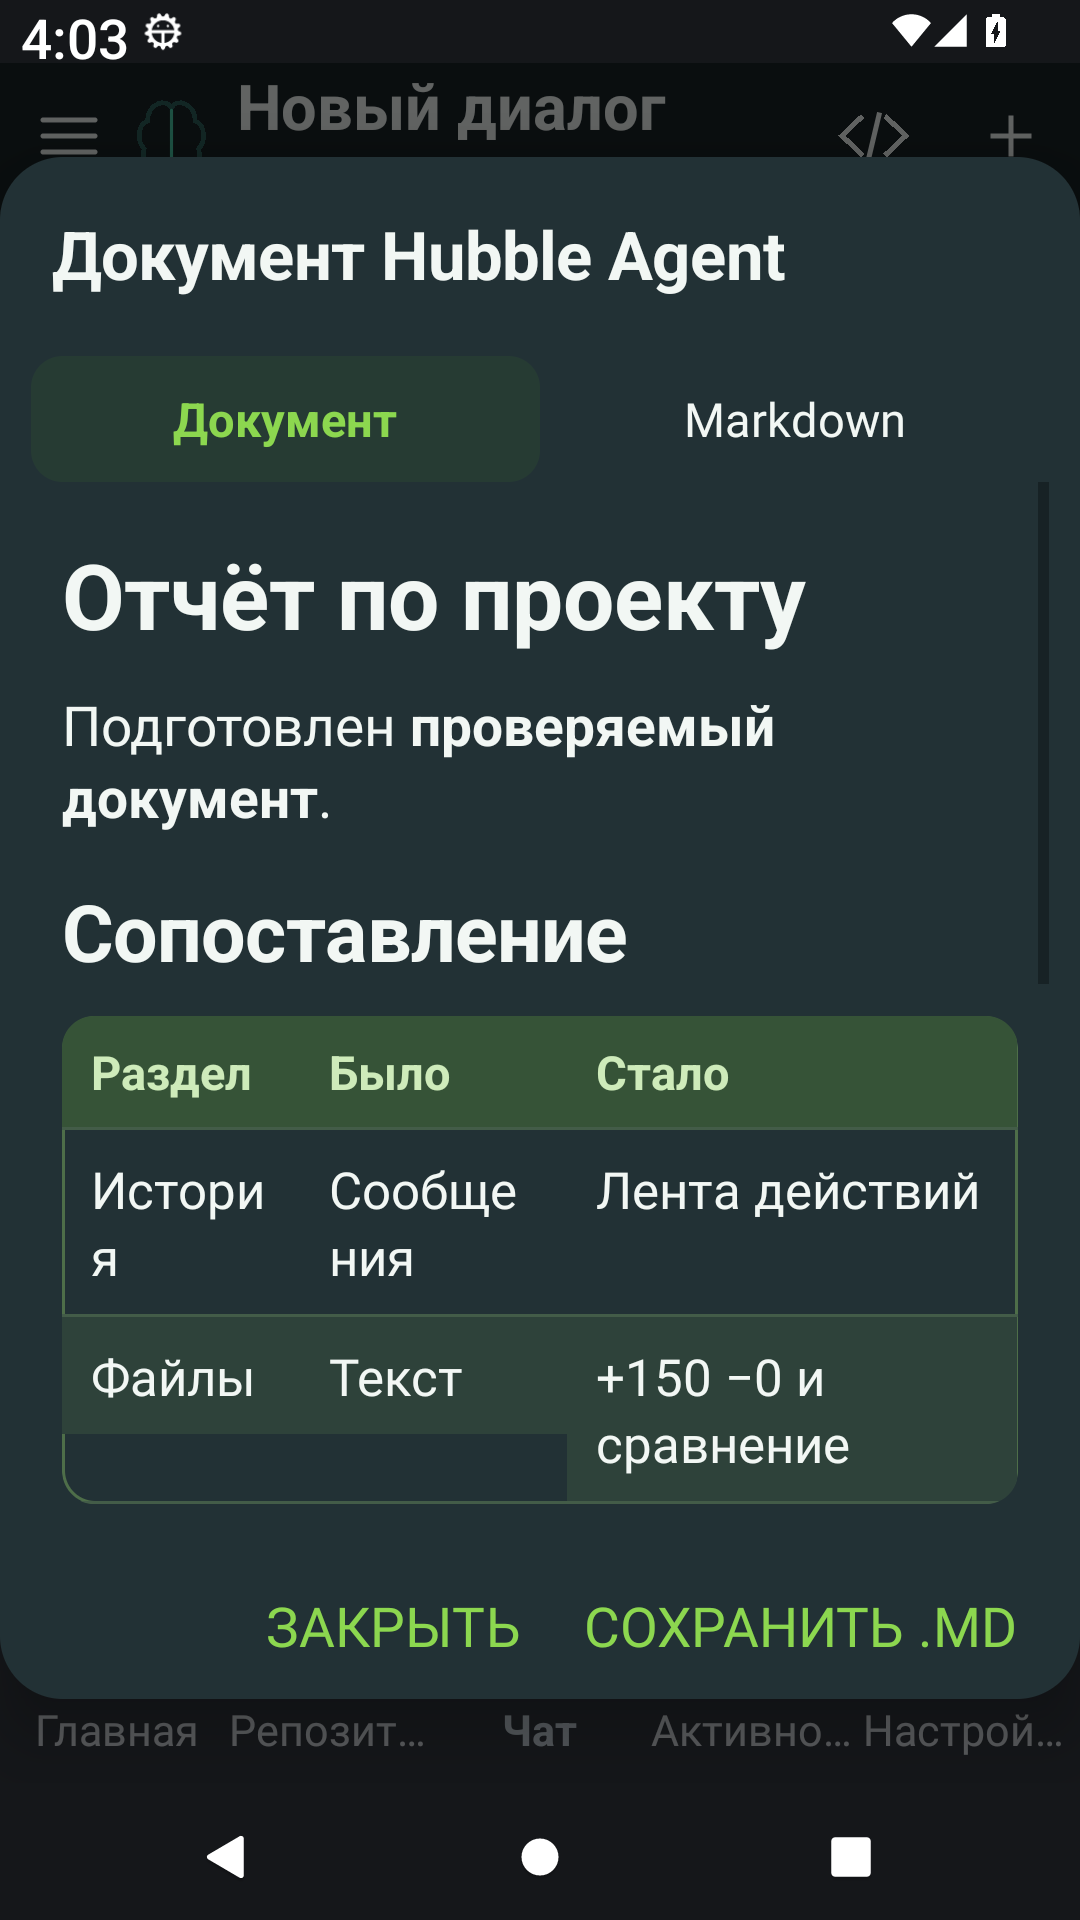 4:03
Новый диалог
Документ Hubble Agent
Документ
Markdown
Отчёт по проекту
Подготовлен проверяемый
документ.
Сопоставление
Раздел Было Стало
Истори Сообще Лента действий
я ния
Файлы Текст +150 −0 и
сравнение
ЗАКРЫТЬ СОХРАНИТЬ .MD
Главная Репозит... Чат Активно... Настрой...